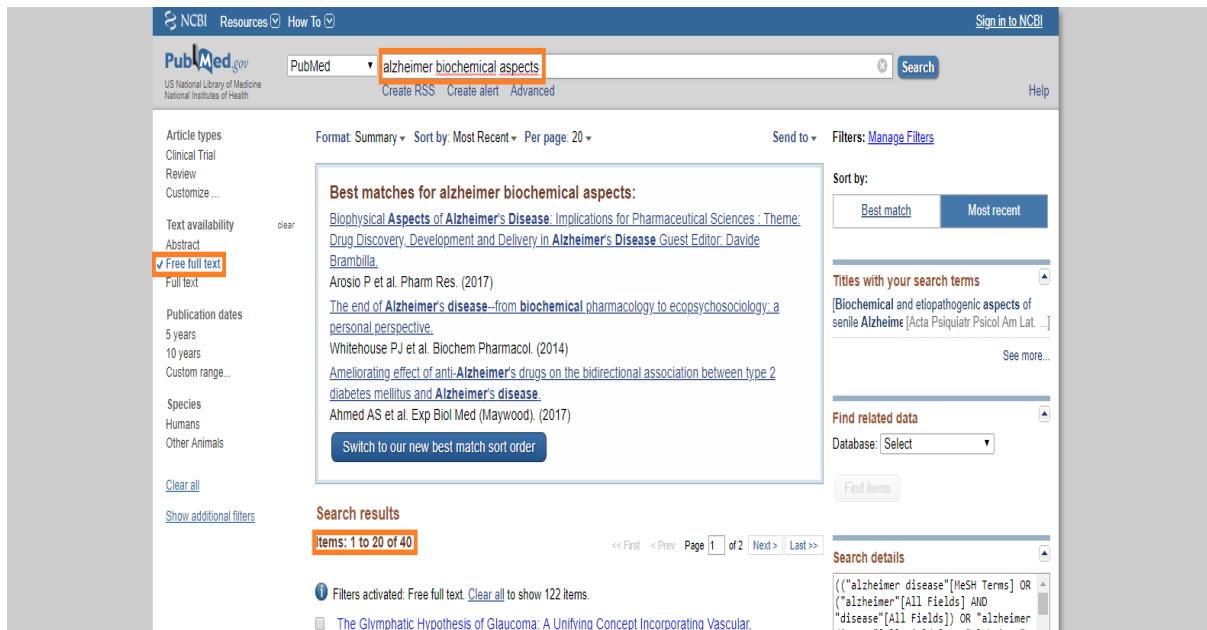 NCBI Resources How To Sign in to NCBI
PubMed.gov
US National Library of Medicine
National Institutes of Health
PubMed alzheimer biochemical aspects Search
Create RSS Create alert Advanced Help
Article types
Clinical Trial
Review
Customize ...
Text availability clear
Abstract
✓ Free full text
Full text
Publication dates
5 years
10 years
Custom range...
Species
Humans
Other Animals
Clear all
Show additional filters
Format: Summary Sort by: Most Recent Per page: 20 Send to
Best matches for alzheimer biochemical aspects:
Biophysical Aspects of Alzheimer's Disease: Implications for Pharmaceutical Sciences : Theme:
Drug Discovery, Development and Delivery in Alzheimer's Disease Guest Editor: Davide
Brambilla.
Arosio P et al. Pharm Res. (2017)
The end of Alzheimer's disease--from biochemical pharmacology to ecopsychosociology: a
personal perspective.
Whitehouse PJ et al. Biochem Pharmacol. (2014)
Ameliorating effect of anti-Alzheimer's drugs on the bidirectional association between type 2
diabetes mellitus and Alzheimer's disease.
Ahmed AS et al. Exp Biol Med (Maywood). (2017)
Switch to our new best match sort order
Search results
Items: 1 to 20 of 40
<< First < Prev Page 1 of 2 Next > Last >>
Filters activated: Free full text. Clear all to show 122 items.
The Glymphatic Hypothesis of Glaucoma: A Unifying Concept Incorporating Vascular,
Filters: Manage Filters
Sort by:
Best match Most recent
Titles with your search terms
[Biochemical and etiopathogenic aspects of
senile Alzheime [Acta Psiquiatr Psicol Am Lat. ...]
See more...
Find related data
Database: Select
Find items
Search details
(("alzheimer disease"[MeSH Terms] OR
("alzheimer"[All Fields] AND
"disease"[All Fields]) OR "alzheimer